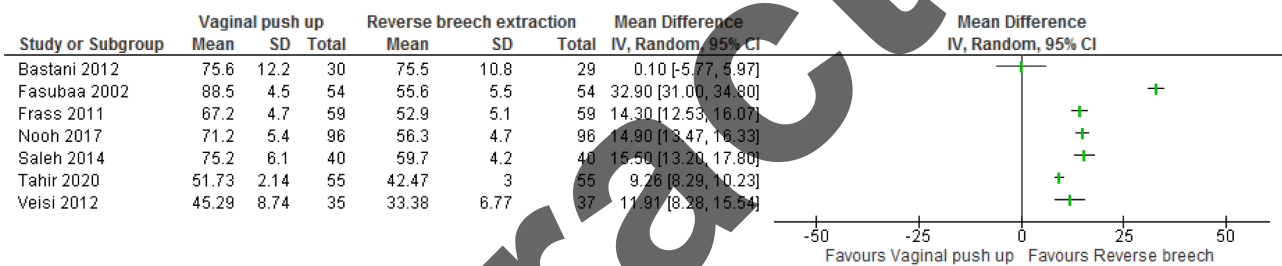 Vaginal push up Reverse breech extraction Mean Difference Mean Difference
Study or Subgroup Mean SD Total Mean SD Total IV, Random, 95% CI IV, Random, 95% CI
Bastani 2012 75.6 12.2 30 75.5 10.8 29 0.10 [-5.77, 5.97]
Fasubaa 2002 88.5 4.5 54 55.6 5.5 54 32.90 [31.00, 34.80]
Frass 2011 67.2 4.7 59 52.9 5.1 59 14.30 [12.53, 16.07]
Nooh 2017 71.2 5.4 96 56.3 4.7 96 14.90 [13.47, 16.33]
Saleh 2014 75.2 6.1 40 59.7 4.2 40 15.50 [13.20, 17.80]
Tahir 2020 51.73 2.14 55 42.47 3 55 9.26 [8.29, 10.23]
Veisi 2012 45.29 8.74 35 33.38 6.77 37 11.91 [8.28, 15.54]
-50 -25 0 25 50
Favours Vaginal push up Favours Reverse breech